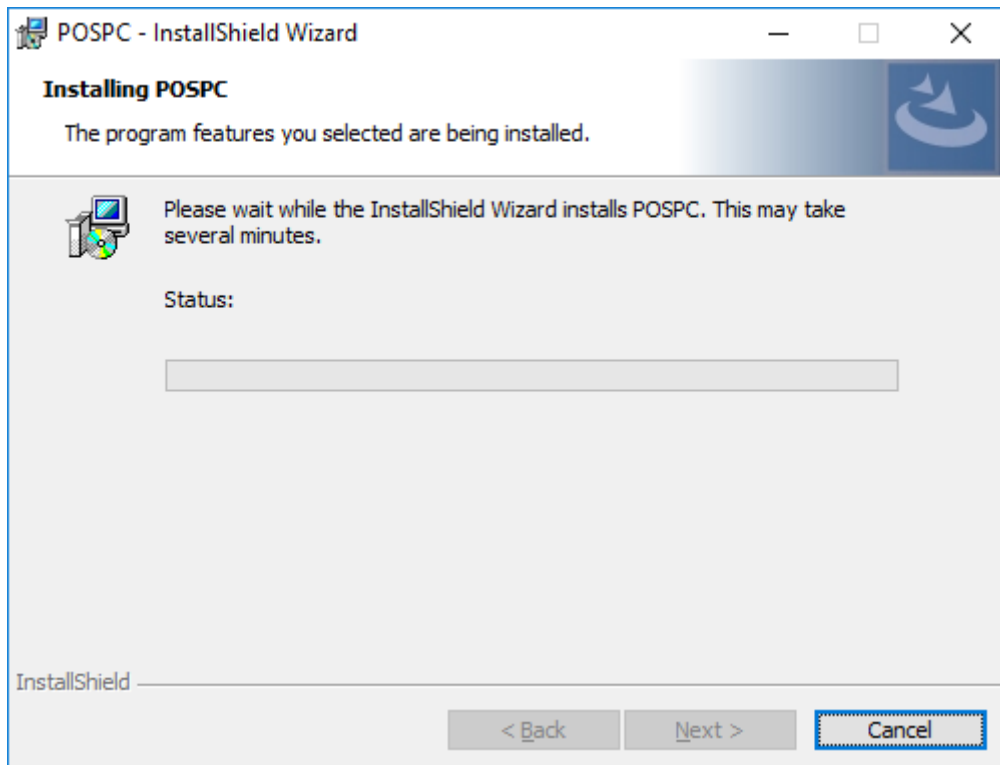 POSPC - InstallShield Wizard
Installing POSPC
The program features you selected are being installed.
Please wait while the InstallShield Wizard installs POSPC. This may take
several minutes.
Status:
InstallShield
< Back
Next >
Cancel